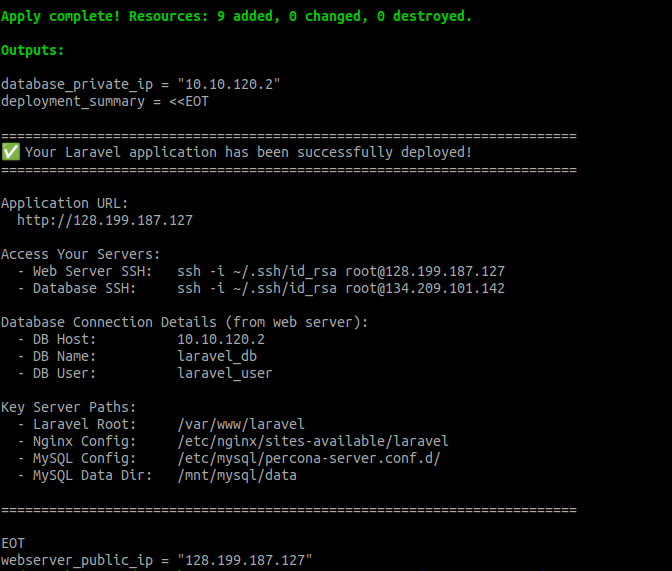 Apply complete! Resources: 9 added, 0 changed, 0 destroyed.
Outputs:
database_private_ip = "10.10.120.2"
deployment_summary = <<EOT
========================================================================
✅ Your Laravel application has been successfully deployed!
========================================================================
Application URL:
  http://128.199.187.127
Access Your Servers:
  - Web Server SSH:   ssh -i ~/.ssh/id_rsa root@128.199.187.127
  - Database SSH:     ssh -i ~/.ssh/id_rsa root@134.209.101.142
Database Connection Details (from web server):
  - DB Host:          10.10.120.2
  - DB Name:          laravel_db
  - DB User:          laravel_user
Key Server Paths:
  - Laravel Root:     /var/www/laravel
  - Nginx Config:     /etc/nginx/sites-available/laravel
  - MySQL Config:     /etc/mysql/percona-server.conf.d/
  - MySQL Data Dir:   /mnt/mysql/data
========================================================================
EOT
webserver_public_ip = "128.199.187.127"